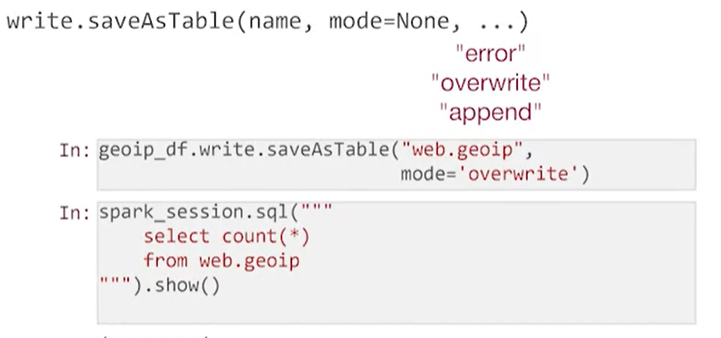 write.saveAsTable(name, mode=None, ...)
"error"
"overwrite"
"append"
In: geoip_df.write.saveAsTable("web.geoip",
mode='overwrite')
In: spark_session.sql("""
select count(*)
from web.geoip
""").show()